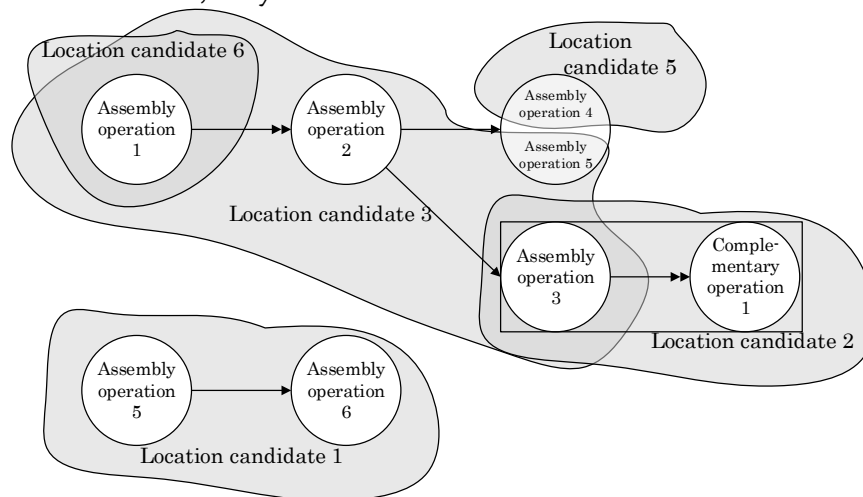 Location candidate 6
Location
candidate 5
Assembly
operation
1
Assembly
operation
2
Assembly
operation 4
Assembly
operation 5
Location candidate 3
Assembly
operation
3
Comple-
mentary
operation
1
Location candidate 2
Assembly
operation
5
Assembly
operation
6
Location candidate 1